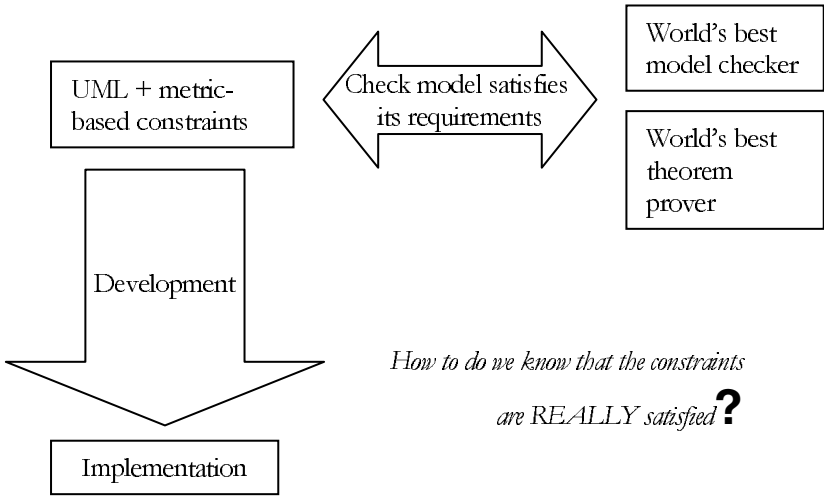 UML + metric-
based constraints
Check model satisfies
its requirements
World's best
model checker
World's best
theorem
prover
Development
How to do we know that the constraints
are REALLY satisfied?
Implementation